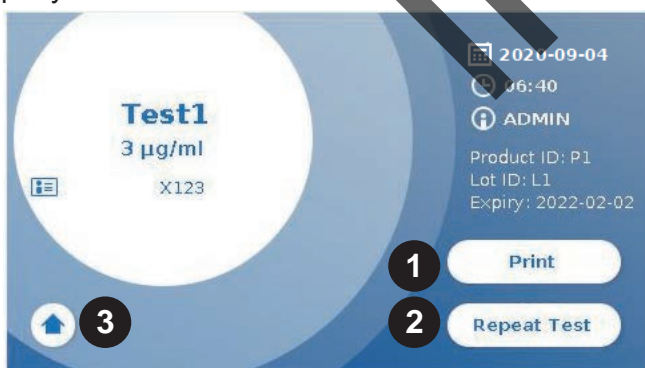 Test1
3 µg/ml
X123
2020-09-04
06:40
ADMIN
Product ID: P1
Lot ID: L1
Expiry: 2022-02-02
1
Print
2
Repeat Test
3